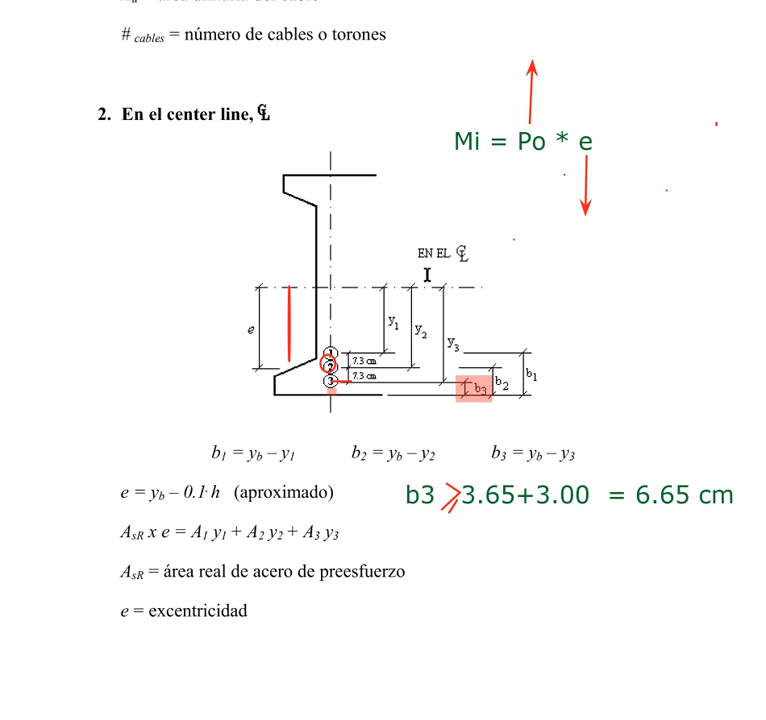 # cables = número de cables o torones
2. En el center line, ℄
Mi = Po * e
EN EL ℄
I
e
y1
y2
y3
1
2
3
7.3 cm
7.3 cm
b3
b2
b1
b1 = yb – y1 b2 = yb – y2 b3 = yb – y3
e = yb – 0.1·h (aproximado)
b3 ⩾ 3.65+3.00 = 6.65 cm
AsR x e = A1 y1 + A2 y2 + A3 y3
AsR = área real de acero de preesfuerzo
e = excentricidad